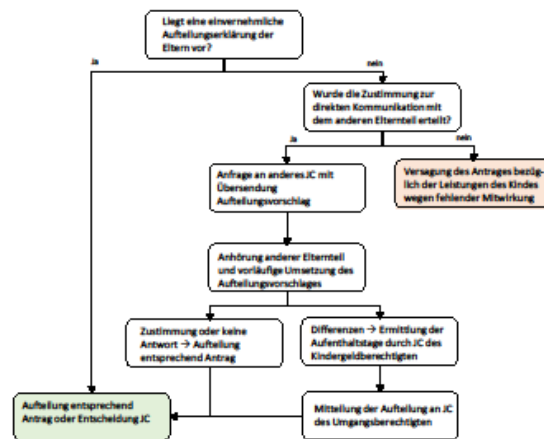 Liegt eine einvernehmliche
Aufteilungserklärung der
Eltern vor?
Ja
nein
Wurde die Zustimmung zur
direkten Kommunikation mit
dem anderen Elternteil erteilt?
Ja
nein
Anfrage an anderes JC mit
Übersendung
Aufteilungsvorschlag
Versagung des Antrages bezüg-
lich der Leistungen des Kindes
wegen fehlender Mitwirkung
Anhörung anderer Elternteil
und vorläufige Umsetzung des
Aufteilungsvorschlages
Zustimmung oder keine
Antwort → Aufteilung
entsprechend Antrag
Differenzen → Ermittlung der
Aufenthaltstage durch JC des
Kindergeldberechtigten
Aufteilung entsprechend
Antrag oder Entscheidung JC
Mitteilung der Aufteilung an JC
des Umgangsberechtigten